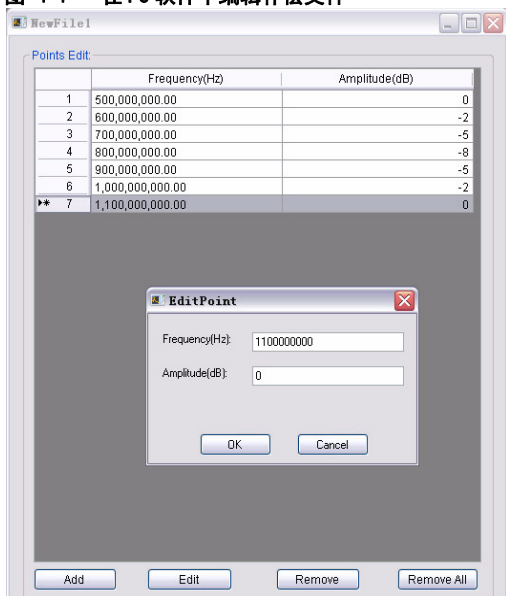 NewFile1
Points Edit:
Frequency(Hz) Amplitude(dB)
1 500,000,000.00 0
2 600,000,000.00 -2
3 700,000,000.00 -5
4 800,000,000.00 -8
5 900,000,000.00 -5
6 1,000,000,000.00 -2
7 1,100,000,000.00 0
EditPoint
Frequency(Hz): 1100000000
Amplitude(dB): 0
OK Cancel
Add Edit Remove Remove All